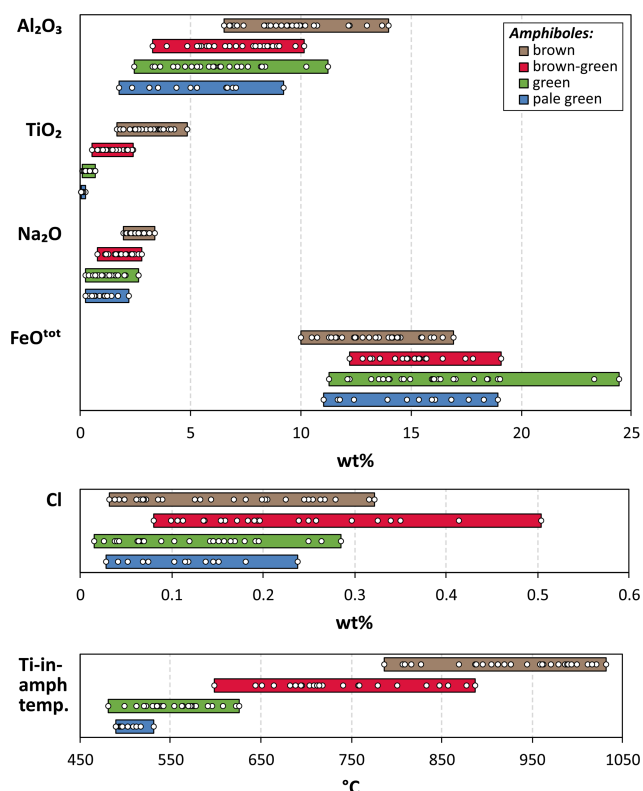 Al₂O₃
Amphiboles:
brown
brown-green
green
pale green
TiO₂
Na₂O
FeOᵗᵒᵗ
0 5 10 15 20 25
wt%
Cl
0 0.1 0.2 0.3 0.4 0.5 0.6
wt%
Ti-in-
amph
temp.
450 550 650 750 850 950 1050
°C